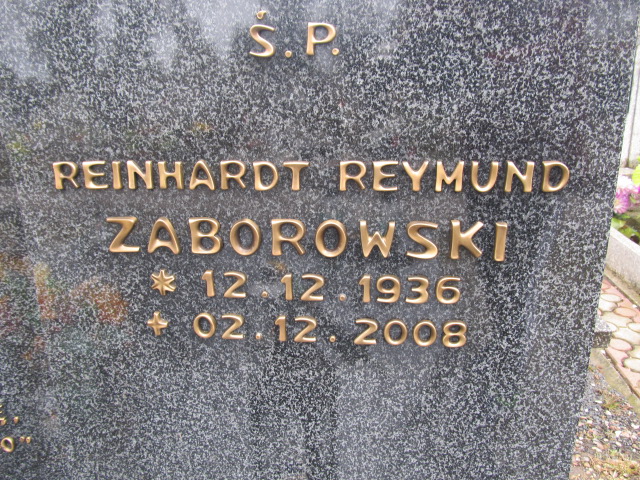 Ś.P.
REINHARDT REYMUND
ZABOROWSKI
* 12.12.1936
+ 02.12.2008